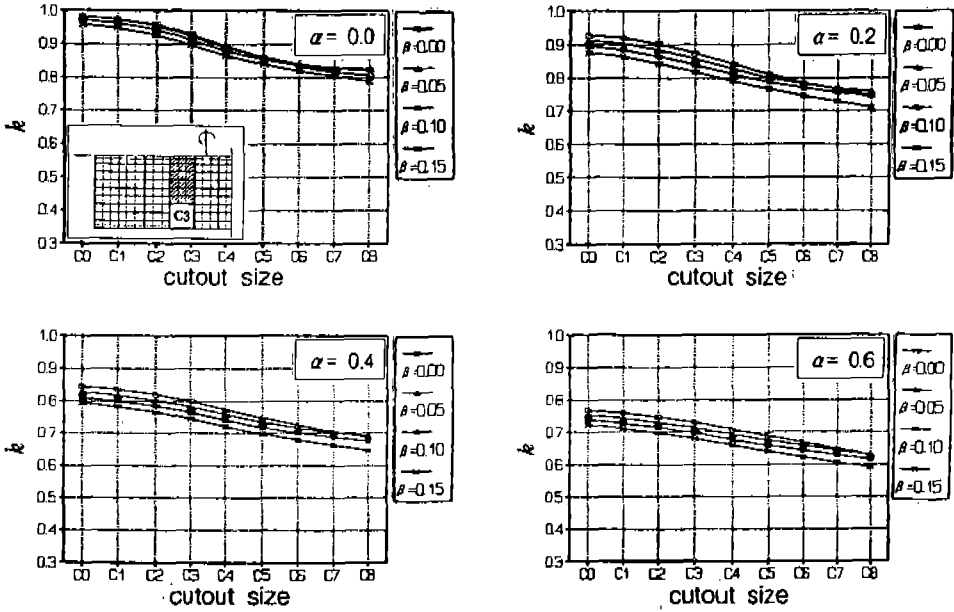 α = 0.0
1.0
0.9
0.8
0.7
0.6
0.5
0.4
0.3
k
C3
C0 C1 C2 C3 C4 C5 C6 C7 C8
cutout size
β=0.00
β=0.05
β=0.10
β=0.15
α = 0.2
1.0
0.9
0.8
0.7
0.6
0.5
0.4
0.3
k
C0 C1 C2 C3 C4 C5 C6 C7 C8
cutout size
β=0.00
β=0.05
β=0.10
β=0.15
α = 0.4
1.0
0.9
0.8
0.7
0.6
0.5
0.4
0.3
k
C0 C1 C2 C3 C4 C5 C6 C7 C8
cutout size
β=0.00
β=0.05
β=0.10
β=0.15
α = 0.6
1.0
0.9
0.8
0.7
0.6
0.5
0.4
0.3
k
C0 C1 C2 C3 C4 C5 C6 C7 C8
cutout size
β=0.00
β=0.05
β=0.10
β=0.15